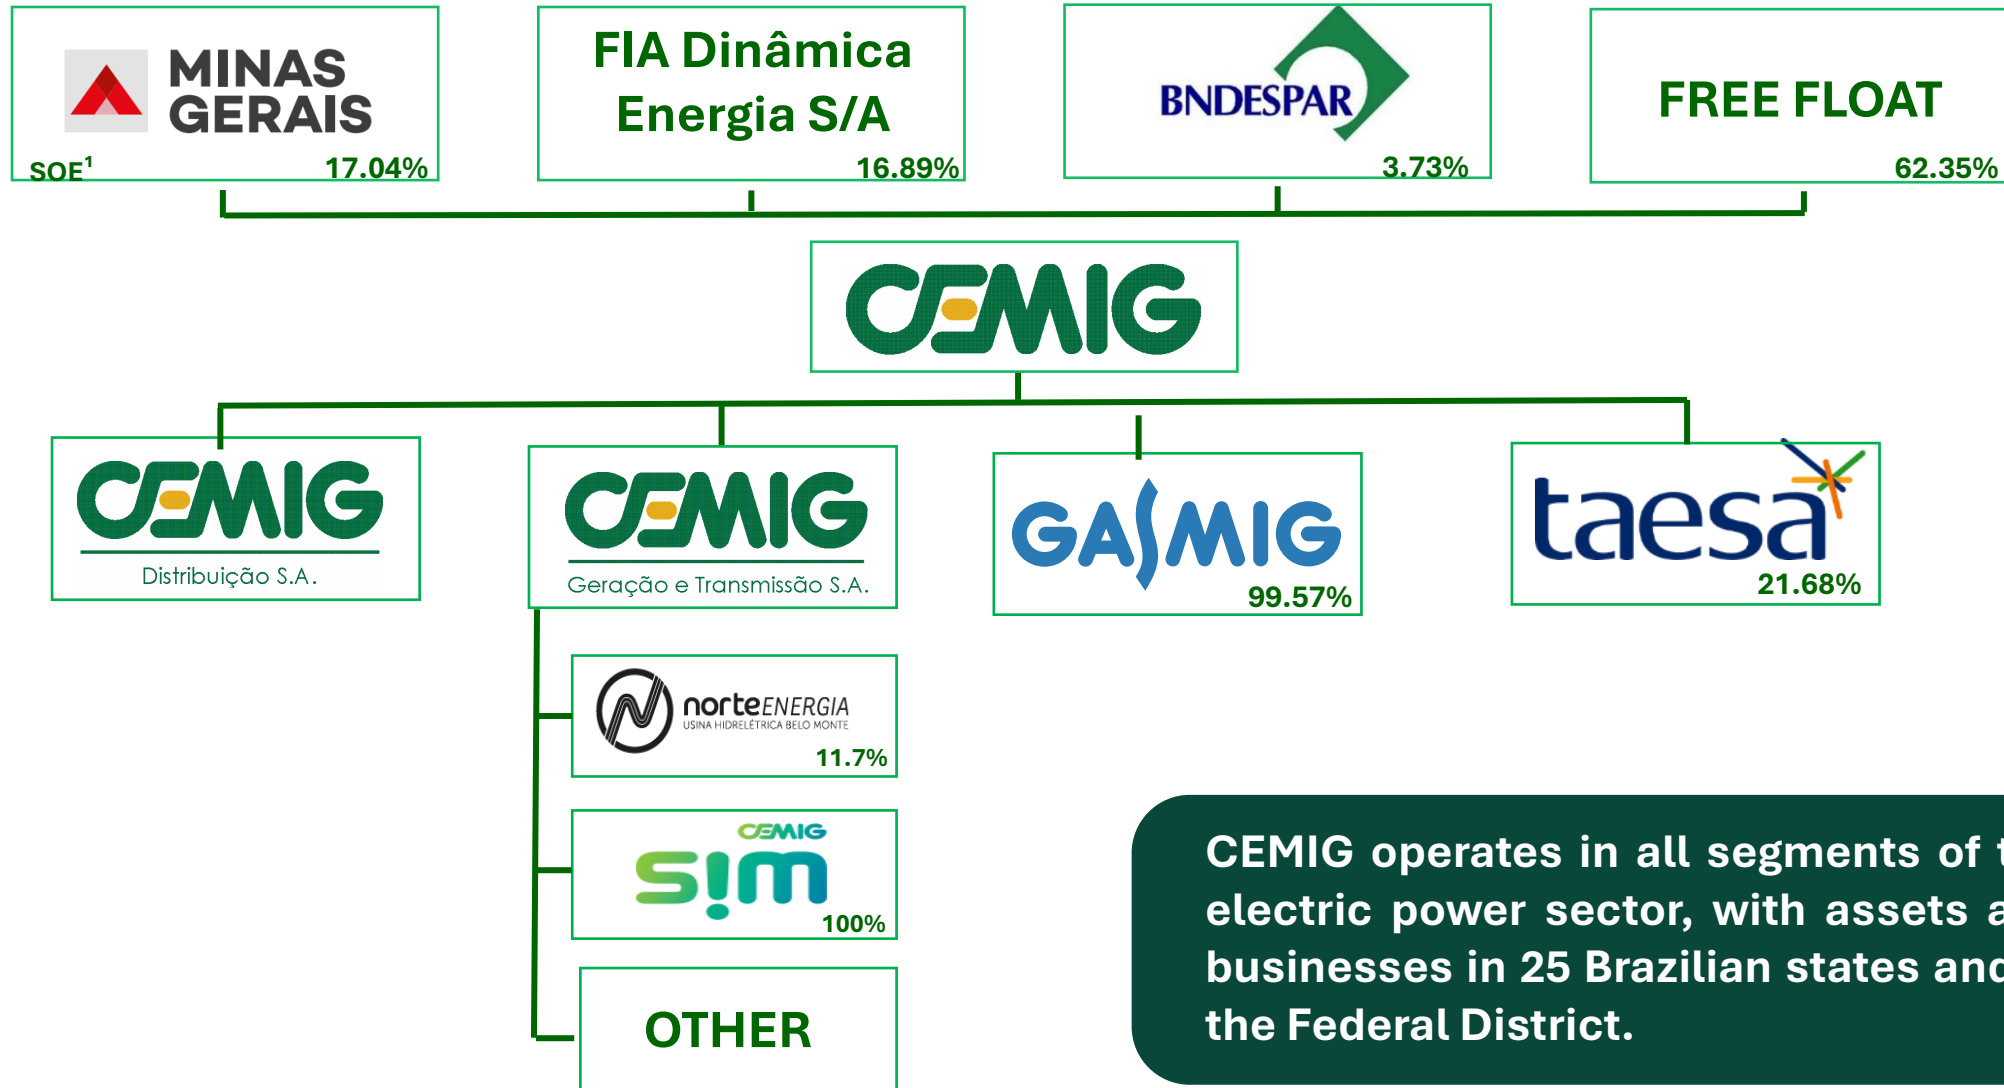 MINAS
GERAIS
SOE¹ 17.04%
FIA Dinâmica
Energia S/A
16.89%
BNDESPAR
3.73%
FREE FLOAT
62.35%
CEMIG
CEMIG
Distribuição S.A.
CEMIG
Geração e Transmissão S.A.
GASMIG
99.57%
taesa
21.68%
norteENERGIA
USINA HIDRELÉTRICA BELO MONTE
11.7%
CEMIG
s!m
100%
OTHER
CEMIG operates in all segments of
electric power sector, with assets
businesses in 25 Brazilian states and
the Federal District.